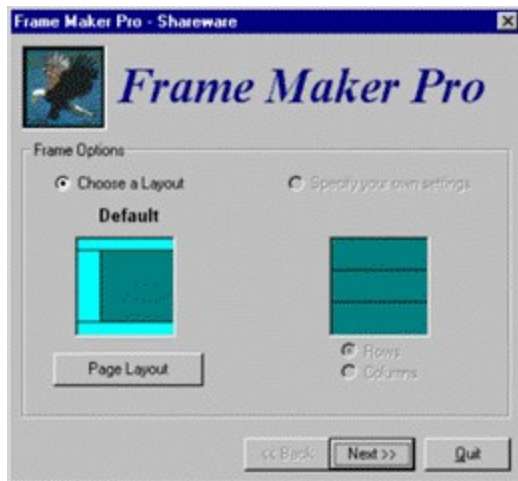 Frame Maker Pro - Shareware
Frame Maker Pro
Frame Options
Choose a Layout
Specify your own settings
Default
Page Layout
Rows
Columns
<< Back
Next >>
Quit